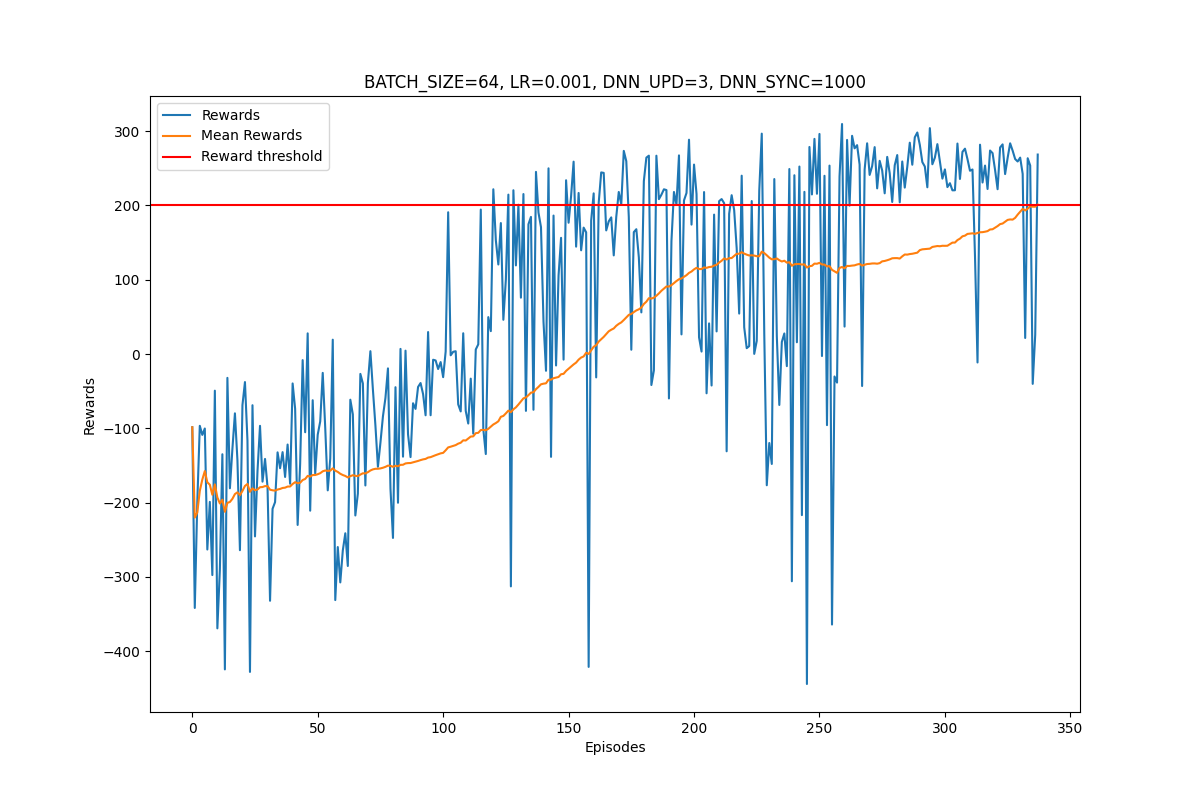 BATCH_SIZE=64, LR=0.001, DNN_UPD=3, DNN_SYNC=1000
Rewards
Mean Rewards
Reward threshold
300
200
100
0
−100
−200
−300
−400
Rewards
0 50 100 150 200 250 300 350
Episodes